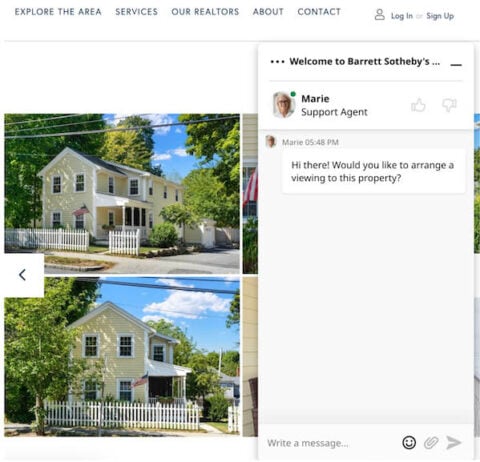 EXPLORE THE AREA SERVICES OUR REALTORS ABOUT CONTACT Log In or Sign Up
Welcome to Barrett Sotheby's ...
Marie
Support Agent
Marie 05:48 PM
Hi there! Would you like to arrange a
viewing to this property?
Write a message...